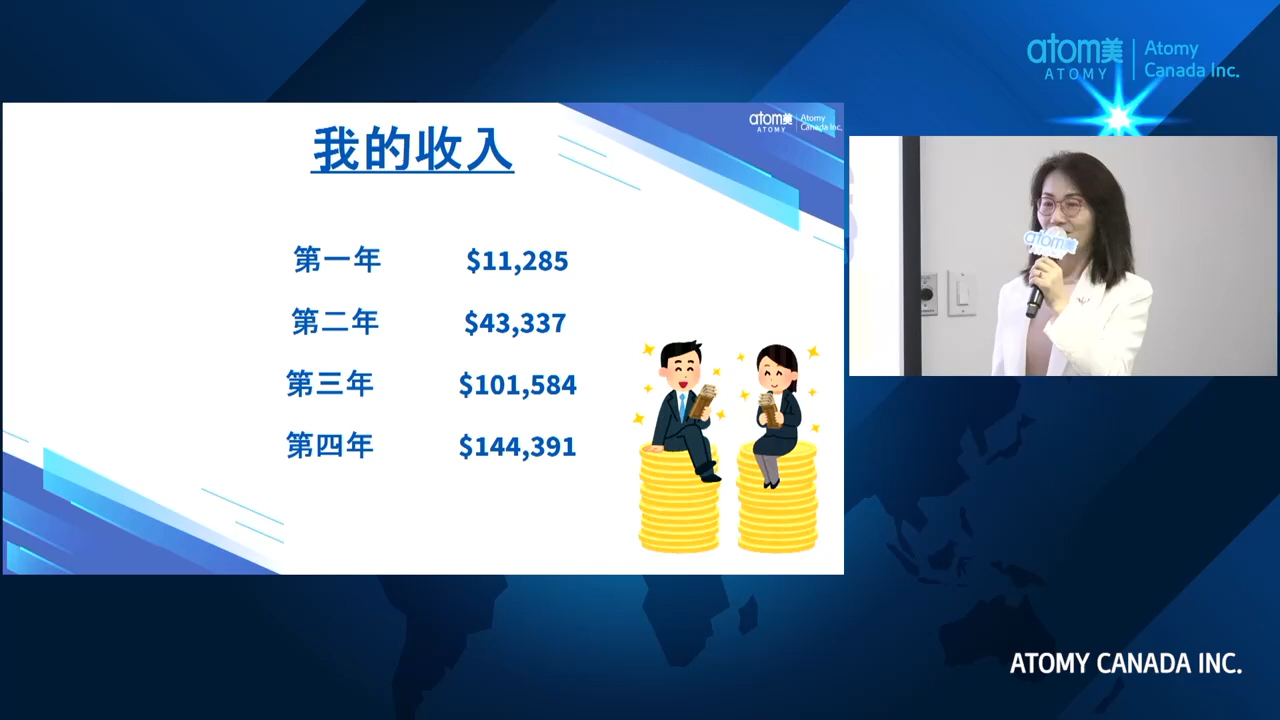 atom美
ATOMY
Atomy
Canada Inc.
atom美
ATOMY
Atomy
Canada Inc.
我的收入
第一年 $11,285
第二年 $43,337
第三年 $101,584
第四年 $144,391
atom美
ATOMY CANADA INC.